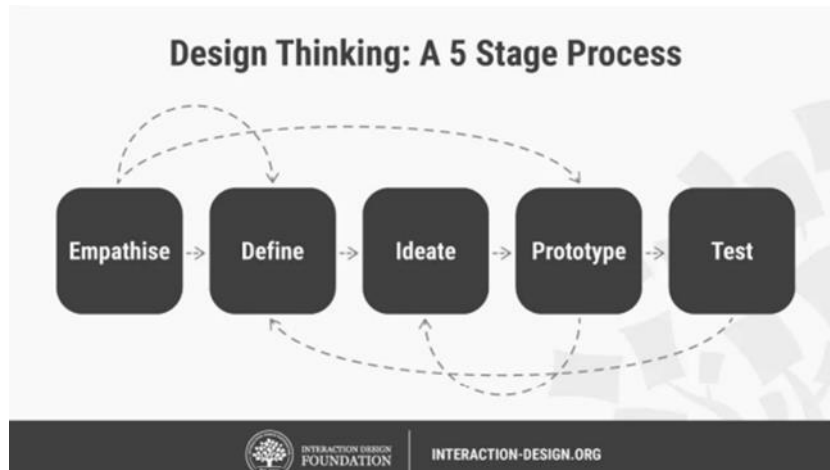 Design Thinking: A 5 Stage Process
Empathise
Define
Ideate
Prototype
Test
INTERACTION DESIGN
FOUNDATION
INTERACTION-DESIGN.ORG